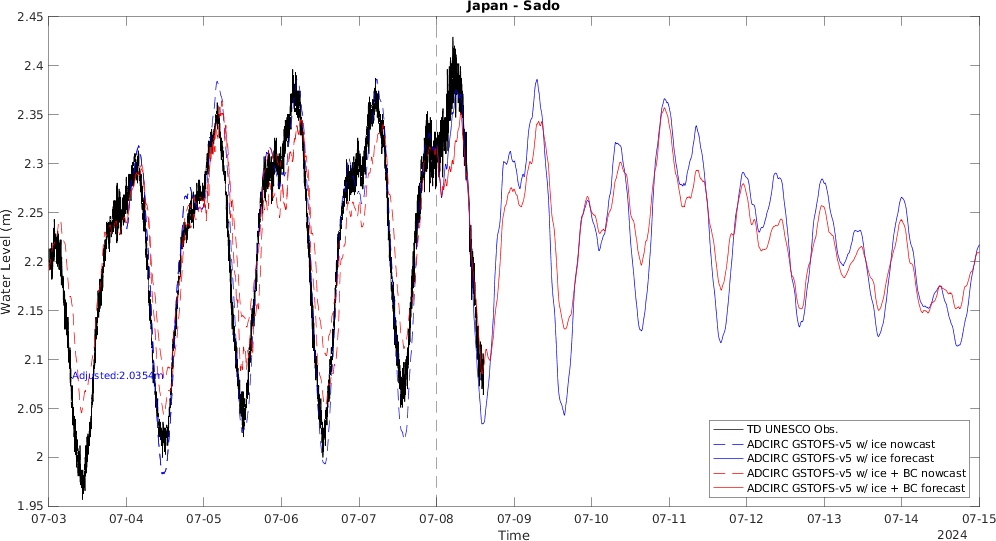 Japan - Sado
2.45
2.4
2.35
2.3
2.25
2.2
2.15
2.1
2.05
2
1.95
Water Level (m)
Adjusted:2.0354m
TD UNESCO Obs.
ADCIRC GSTOFS-v5 w/ ice nowcast
ADCIRC GSTOFS-v5 w/ ice forecast
ADCIRC GSTOFS-v5 w/ ice + BC nowcast
ADCIRC GSTOFS-v5 w/ ice + BC forecast
07-03 07-04 07-05 07-06 07-07 07-08 07-09 07-10 07-11 07-12 07-13 07-14 07-15
Time
2024